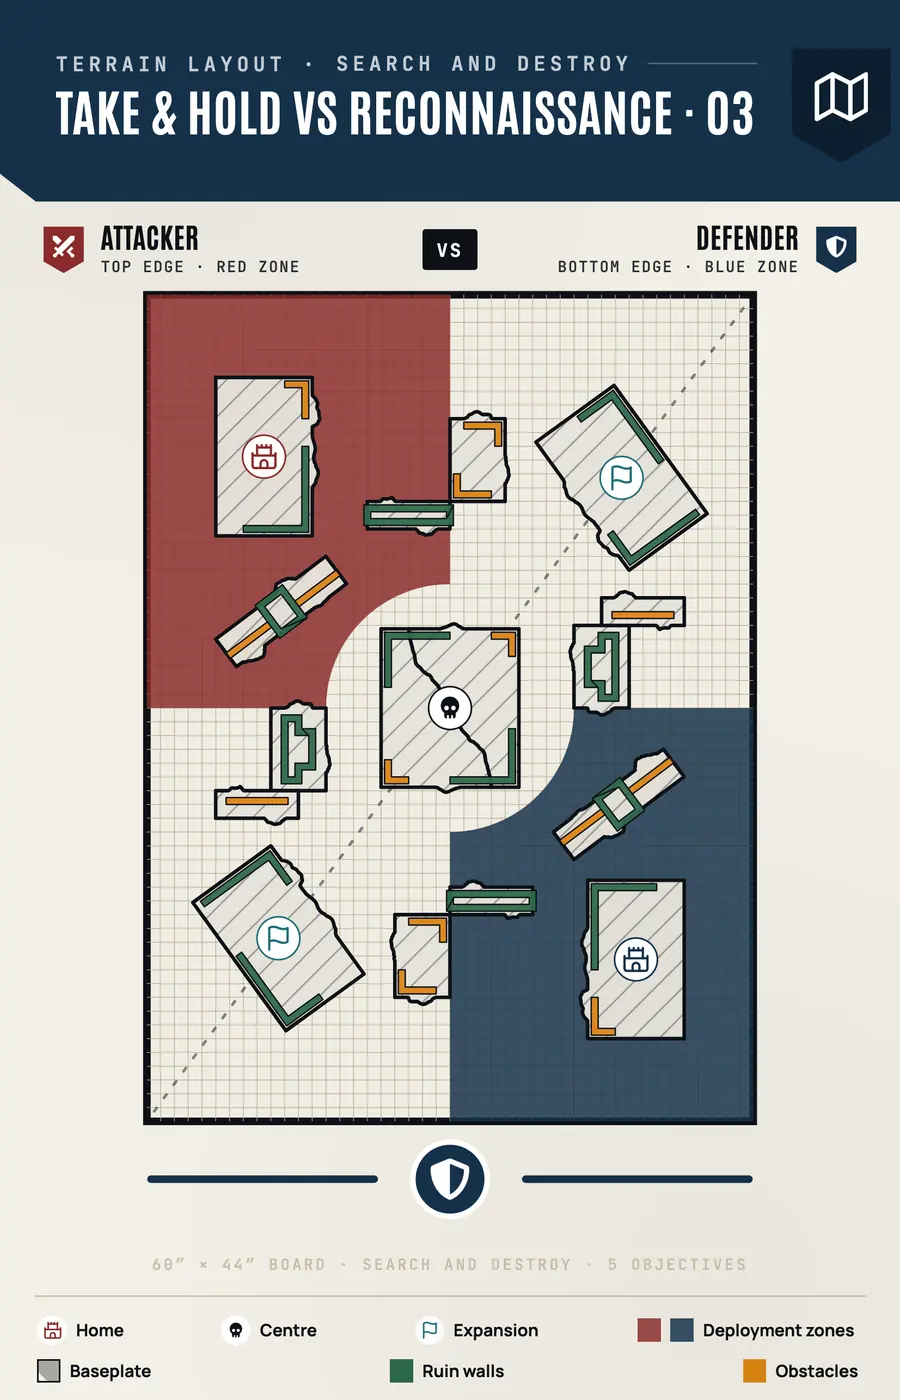 TERRAIN LAYOUT · SEARCH AND DESTROY
TAKE & HOLD VS RECONNAISSANCE · 03
ATTACKER
TOP EDGE · RED ZONE
VS
DEFENDER
BOTTOM EDGE · BLUE ZONE
60″ × 44″ BOARD · SEARCH AND DESTROY · 5 OBJECTIVES
Home
Centre
Expansion
Deployment zones
Baseplate
Ruin walls
Obstacles